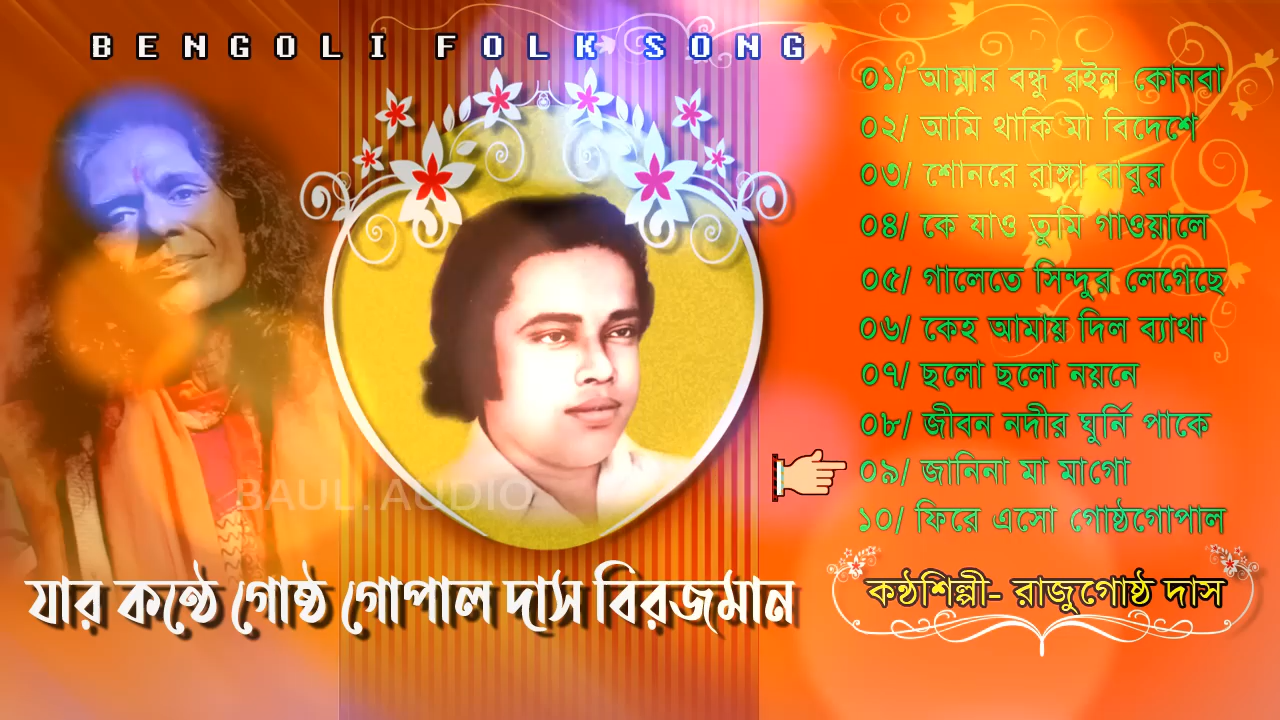 BENGOLI FOLK SONG
০১/ আমার বন্ধু রইল কোনবা
০২/ আমি থাকি মা বিদেশে
০৩/ শোনরে রাঙ্গা বাবুর
০৪/ কে যাও তুমি গাওয়ালে
০৫/ গালেতে সিন্দুর লেগেছে
০৬/ কেহ আমায় দিল ব্যাথা
০৭/ ছলো ছলো নয়নে
০৮/ জীবন নদীর ঘুর্নি পাকে
০৯/ জানিনা মা মাগো
১০/ ফিরে এসো গোষ্ঠগোপাল
BAUL. AUDIO
যার কন্ঠে গোষ্ঠ গোপাল দাস বিরজমান
কন্ঠশিল্পী- রাজুগোষ্ঠ দাস